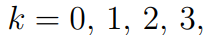 k = 0, 1, 2, 3,